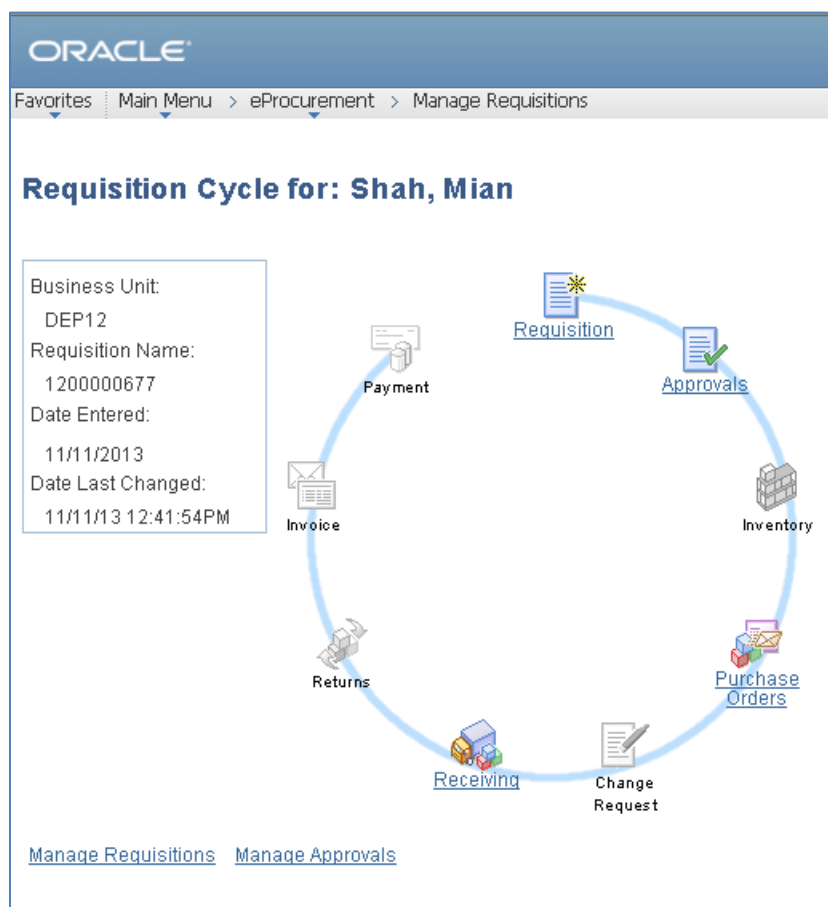 ORACLE
Favorites Main Menu > eProcurement > Manage Requisitions
Requisition Cycle for: Shah, Mian
Business Unit:
DEP12
Requisition Name:
1200000677
Date Entered:
11/11/2013
Date Last Changed:
11/11/13 12:41:54PM
Requisition
Approvals
Inventory
Purchase
Orders
Change
Request
Receiving
Returns
Invoice
Payment
Manage Requisitions Manage Approvals